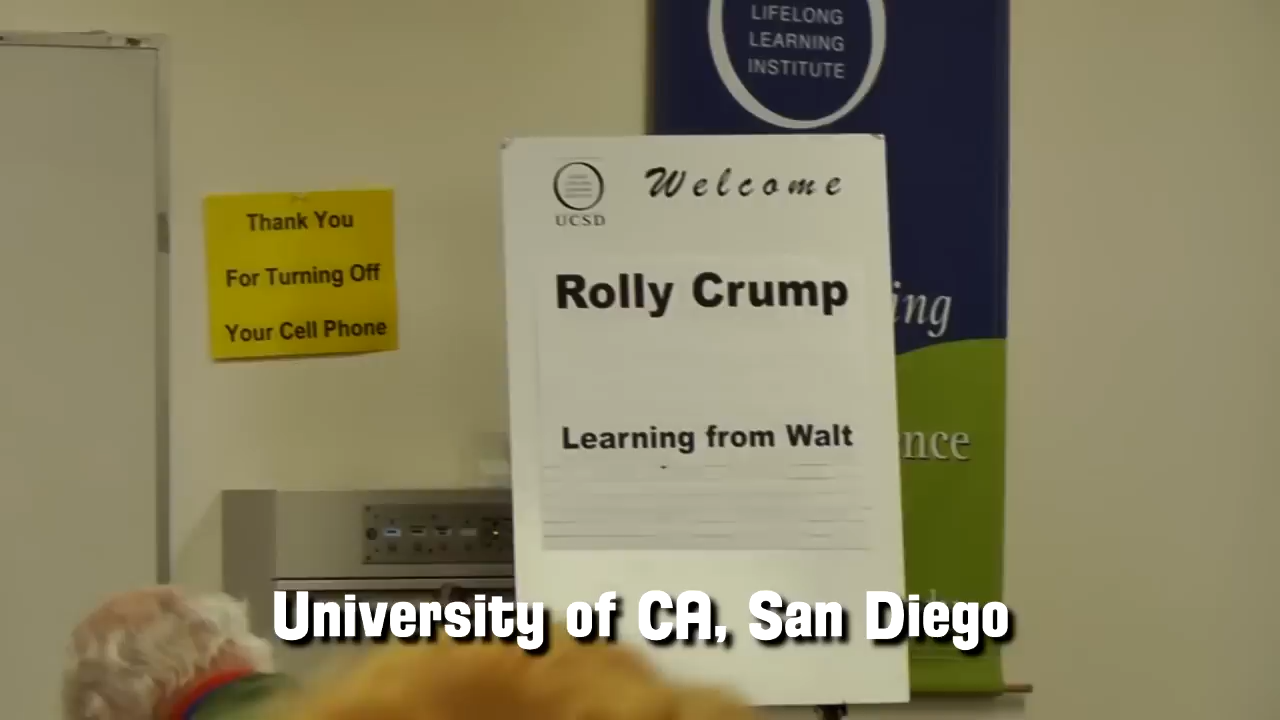 LIFELONG
LEARNING
INSTITUTE
Welcome
UCSD
Thank You
For Turning Off
Your Cell Phone
Rolly Crump
Learning from Walt
University of CA, San Diego